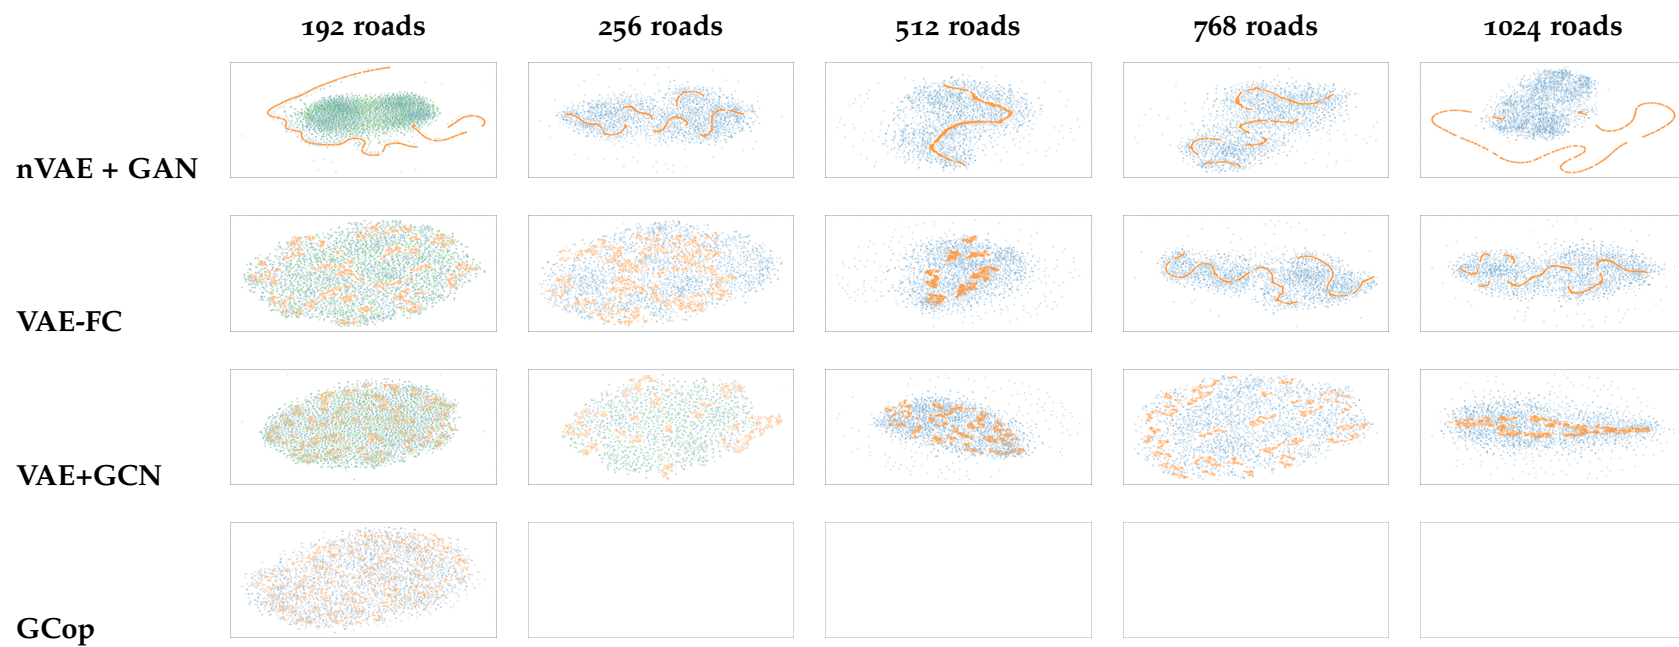 192 roads 256 roads 512 roads 768 roads 1024 roads
nVAE + GAN
VAE-FC
VAE+GCN
GCop